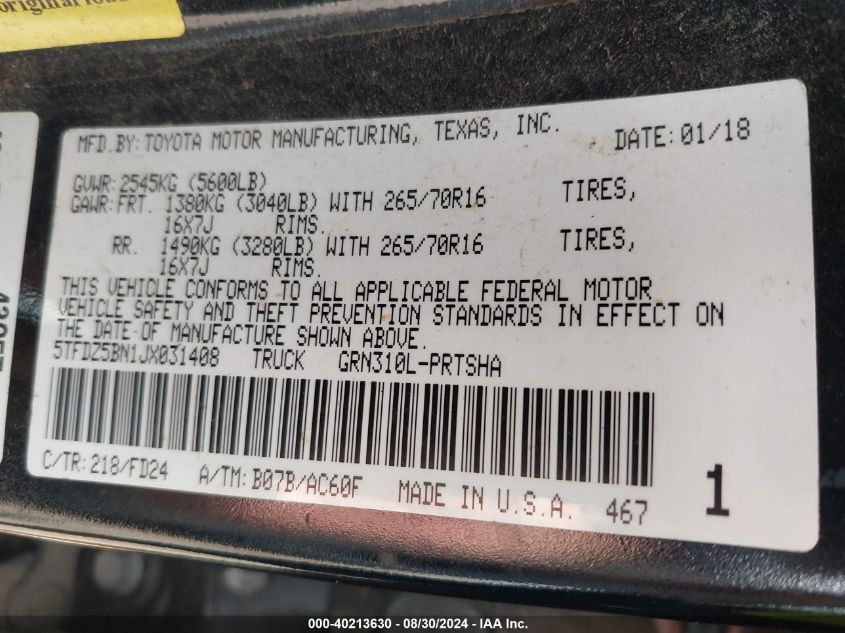 MFD.BY:TOYOTA MOTOR MANUFACTURING, TEXAS, INC. DATE:01/18
GVWR:2545KG (5600LB)
GAWR:FRT. 1380KG (3040LB) WITH 265/70R16 TIRES,
16X7J RIMS.
RR. 1490KG (3280LB) WITH 265/70R16 TIRES,
16X7J RIMS.
THIS VEHICLE CONFORMS TO ALL APPLICABLE FEDERAL MOTOR
VEHICLE SAFETY AND THEFT PREVENTION STANDARDS IN EFFECT ON
THE DATE OF MANUFACTURE SHOWN ABOVE.
5TFDZ5BN1JX031408 TRUCK GRN310L-PRTSHA
C/TR:218/FD24 A/TM:B07B/AC60F MADE IN U.S.A. 467 1
000-40213630 - 08/30/2024 - IAA Inc.